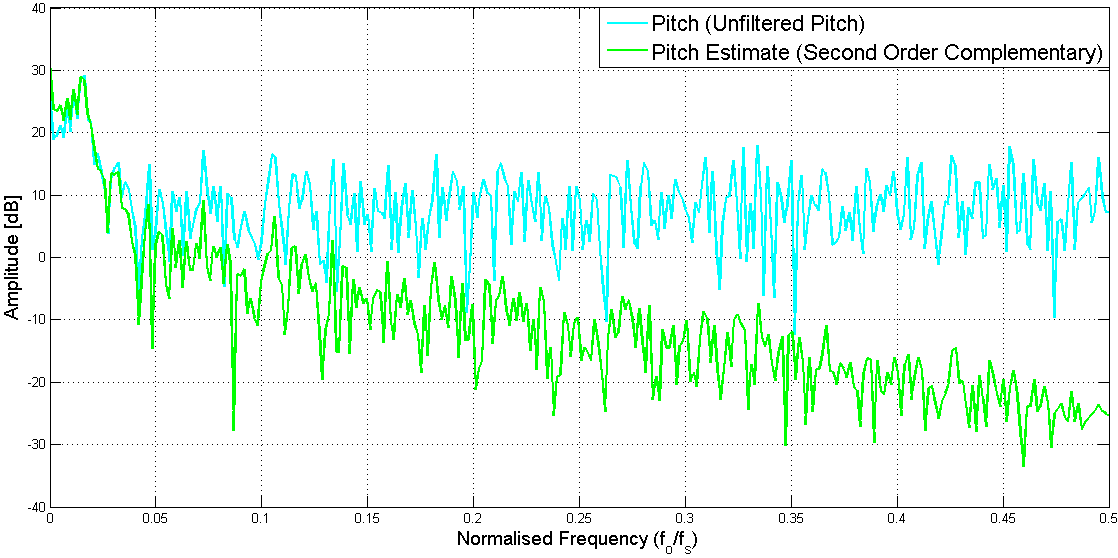 Pitch (Unfiltered Pitch)
Pitch Estimate (Second Order Complementary)
Amplitude [dB]
40
30
20
10
0
-10
-20
-30
-40
0 0.05 0.1 0.15 0.2 0.25 0.3 0.35 0.4 0.45 0.5
Normalised Frequency (fo/fs)